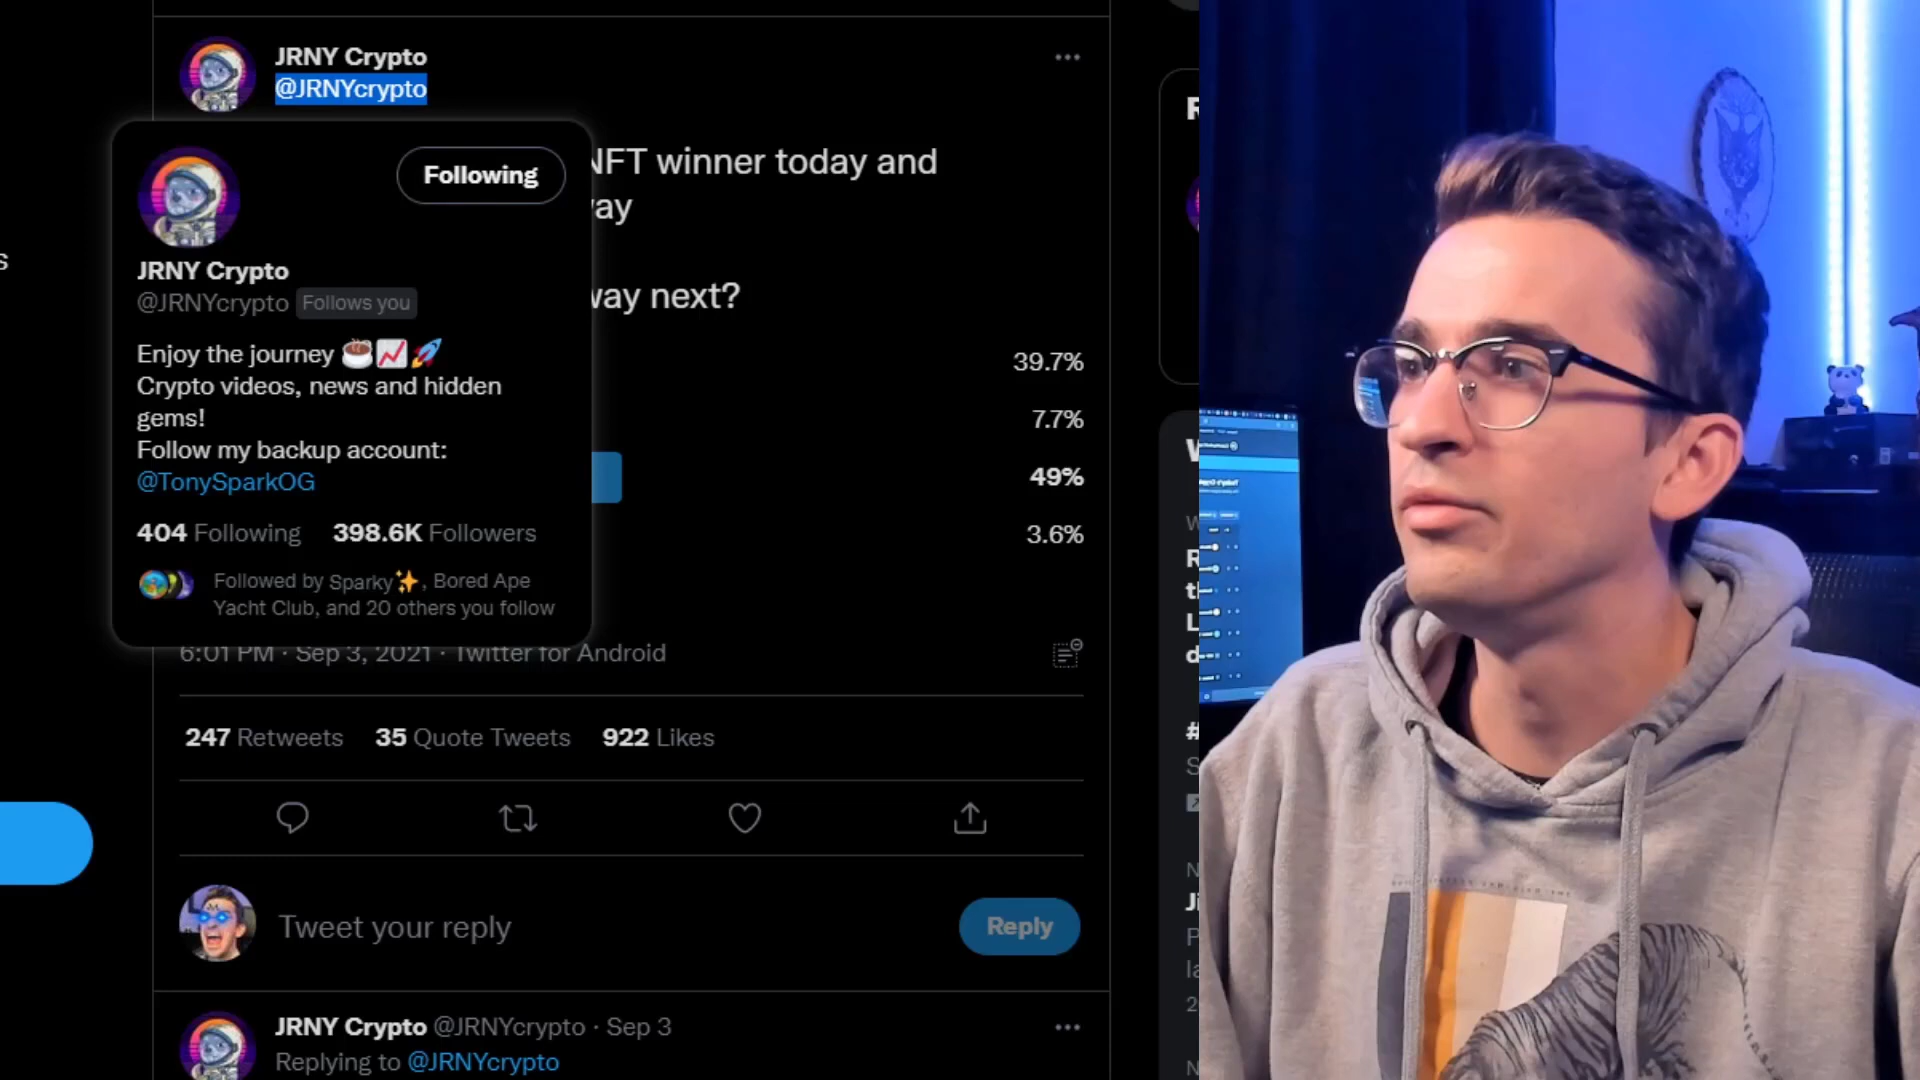 JRNY Crypto
@JRNYcrypto
NFT winner today and
Following
JRNY Crypto
@JRNYcrypto Follows you
way next?
Enjoy the journey ☕📈🚀
Crypto videos, news and hidden
gems!
Follow my backup account:
@TonySparkOG
404 Following 398.6K Followers
Followed by Sparky✨, Bored Ape
Yacht Club, and 20 others you follow
39.7%
7.7%
49%
3.6%
6:01 PM · Sep 3, 2021 · Twitter for Android
247 Retweets 35 Quote Tweets 922 Likes
Tweet your reply
Reply
JRNY Crypto @JRNYcrypto · Sep 3
Replying to @JRNYcrypto